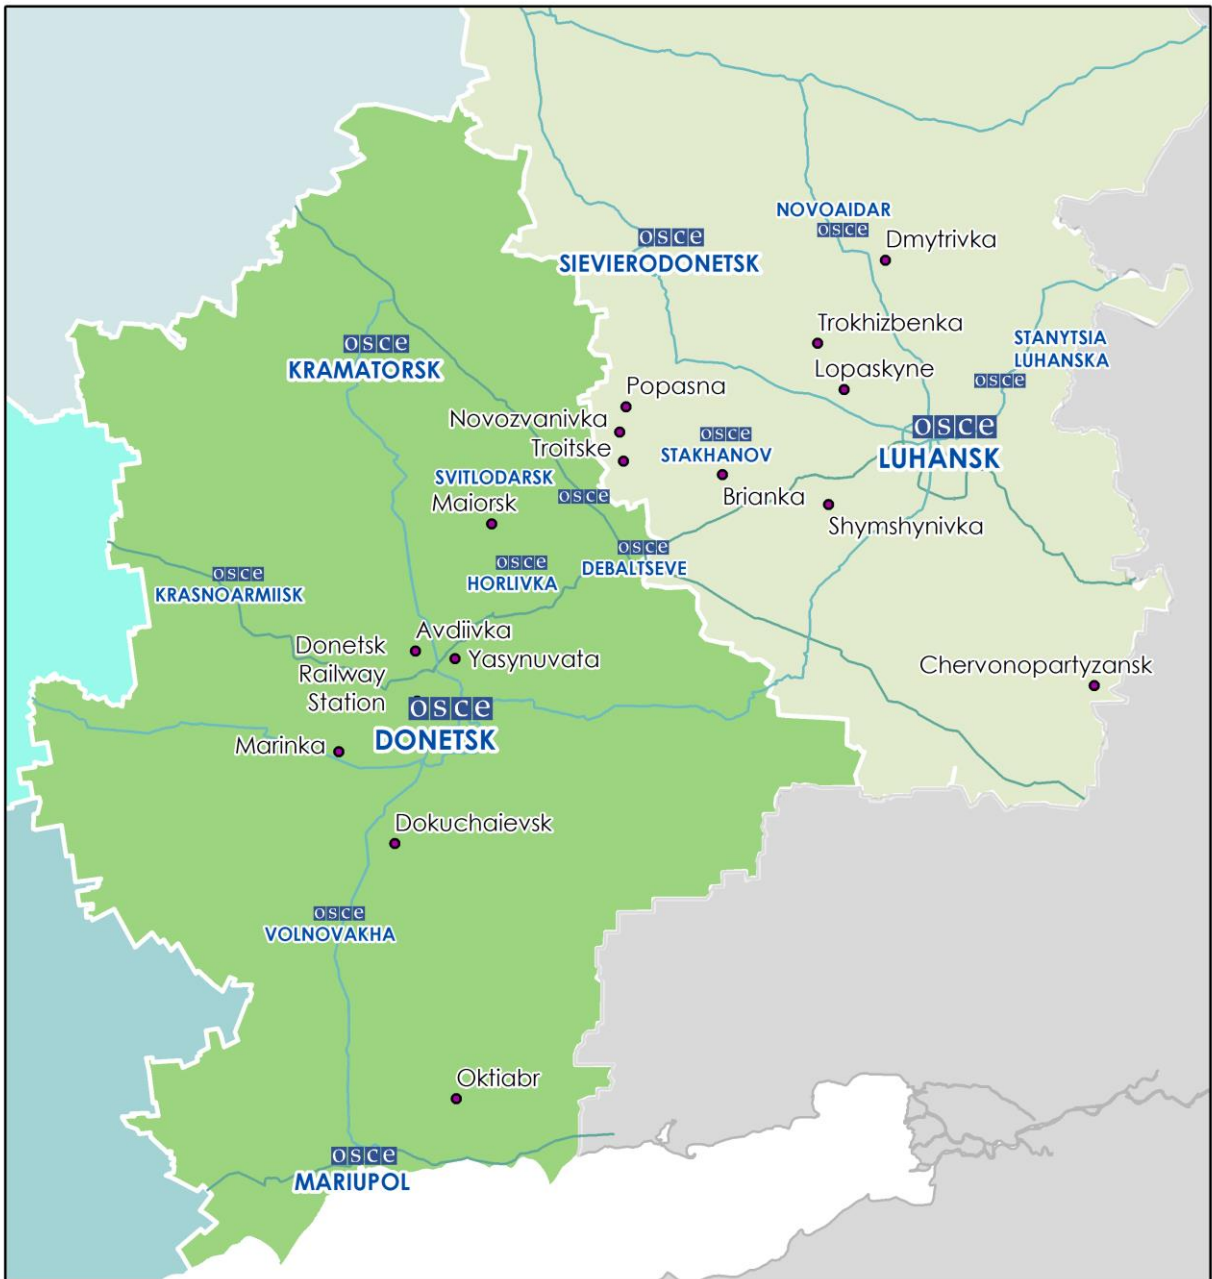 NOVOAIDAR
osce
Dmytrivka
osce
SIEVIERODONETSK
Trokhizbenka
osce
KRAMATORSK
STANYTSIA
LUHANSKA
osce
Lopaskyne
Popasna
Novozvanivka
Troitske
osce
STAKHANOV
osce
LUHANSK
SVITLODARSK
osce
Maiorsk
Brianka
Shymshynivka
osce
HORLIVKA
osce
DEBALTSEVE
osce
KRASNOARMIISK
Avdiivka
Yasynuvata
Donetsk
Railway
Station
Chervonopartyzansk
osce
DONETSK
Marinka
Dokuchaievsk
osce
VOLNOVAKHA
Oktiabr
osce
MARIUPOL